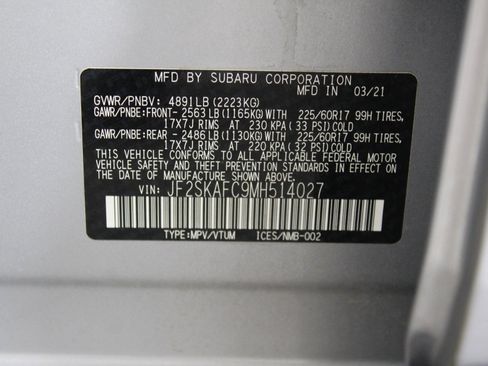 MFD BY SUBARU CORPORATION
MFD IN 03/21
GVWR/PNBV: 4891LB(2223KG)
GAWR/PNBE:FRONT- 2563LB(1165KG)WITH 225/60R17 99H TIRES,
17X7J RIMS AT 230 KPA(33 PSI)COLD
GAWR/PNBE:REAR - 2486LB(1130KG)WITH 225/60R17 99H TIRES,
17X7J RIMS AT 220 KPA(32 PSI)COLD
THIS VEHICLE CONFORMS TO ALL APPLICABLE FEDERAL MOTOR
VEHICLE SAFETY AND THEFT PREVENTION STANDARDS IN EFFECT
ON THE DATE OF MANUFACTURE SHOWN ABOVE.
VIN: JF2SKAFC9MH514027
TYPE:MPV/VTUM ICES/NMB-002